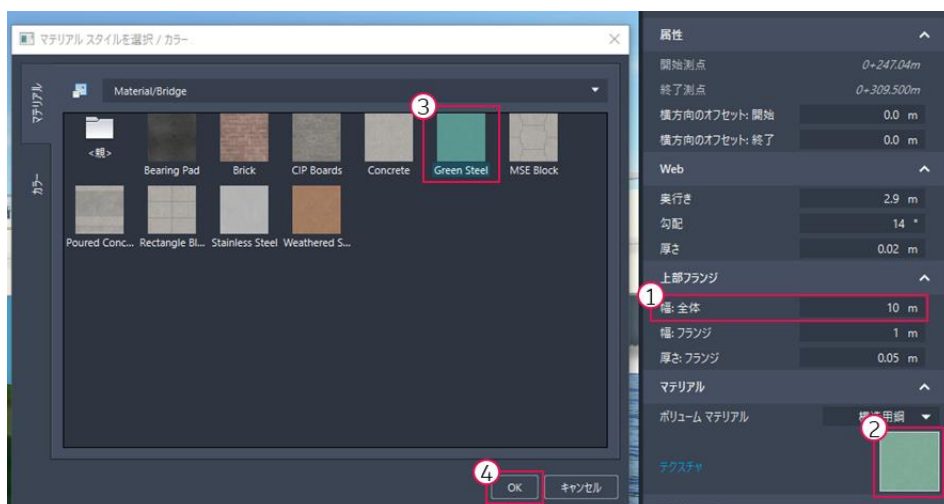 マテリアル スタイルを選択 / カラー
マテリアル
カラー
Material/Bridge
3
<親>
Bearing Pad
Brick
CIP Boards
Concrete
Green Steel
MSE Block
Poured Conc...
Rectangle Bl...
Stainless Steel
Weathered S...
4
OK
キャンセル
属性
開始測点 0+247.04m
終了測点 0+309.500m
横方向のオフセット: 開始 0.0 m
横方向のオフセット: 終了 0.0 m
Web
奥行き 2.9 m
勾配 14 °
厚さ 0.02 m
上部フランジ
1
幅: 全体 10 m
幅: フランジ 1 m
厚さ: フランジ 0.05 m
マテリアル
ボリューム マテリアル 構造用鋼
2
テクスチャ